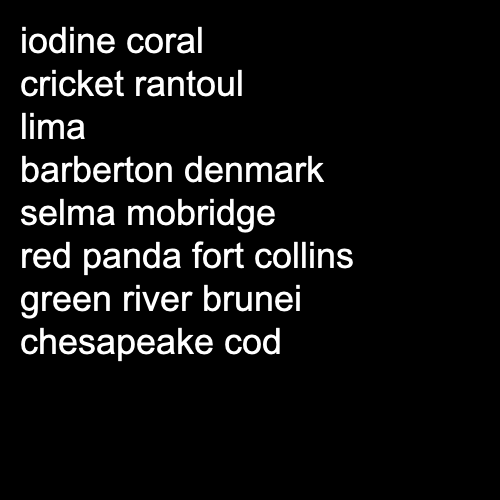 iodine coral
cricket rantoul
lima
barberton denmark
selma mobridge
red panda fort collins
green river brunei
chesapeake cod